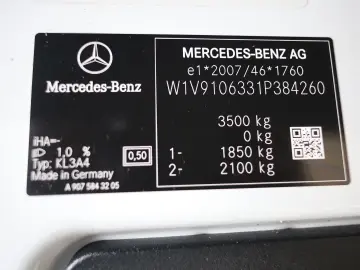 MERCEDES-BENZ AG
e1*2007/46*1760
Mercedes-Benz
W1V9106331P384260
3500 kg
0 kg
1- 1850 kg
2- 2100 kg
iHA=-
1.0 %
0,50
Typ: KL3A4
Made in Germany
A 907 584 32 05